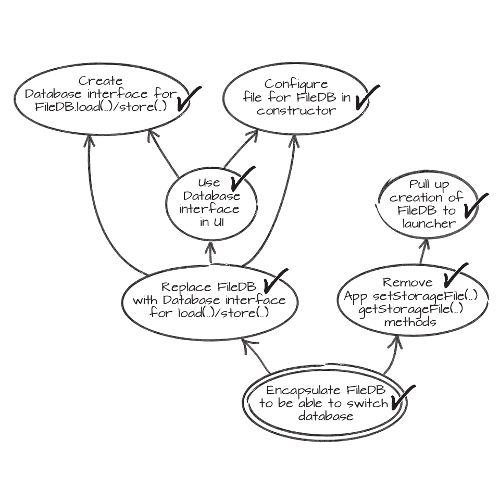 Create
Database interface for
FileDB.load(..)/store(..)
Configure
file for FileDB in
constructor
Use
Database
interface
in UI
Pull up
creation of
FileDB to
launcher
Replace FileDB
with Database interface
for load(..)/store(..)
Remove
App setStorageFile(..)
getStorageFile(..)
methods
Encapsulate FileDB
to be able to switch
database